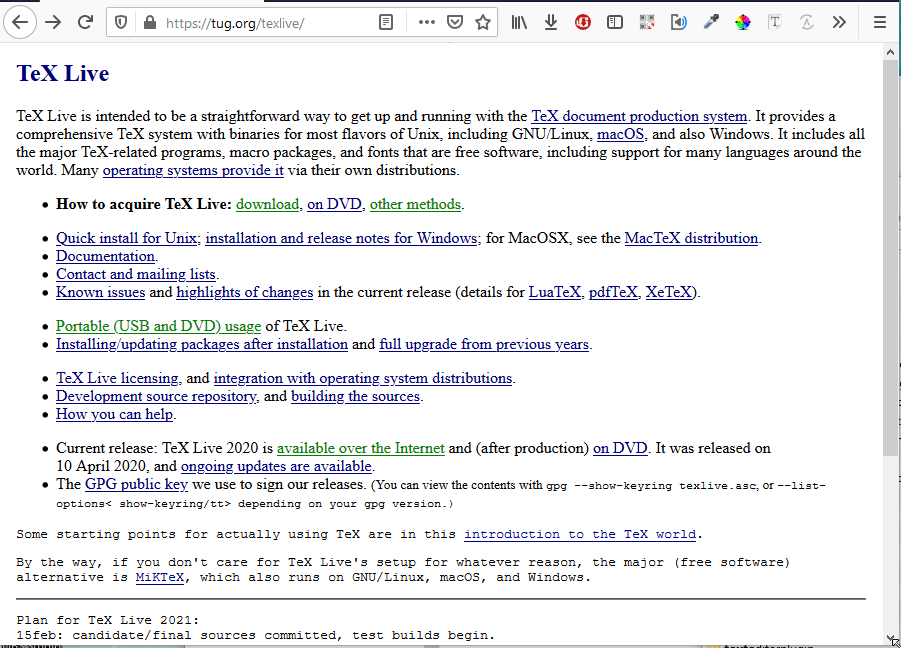 https://tug.org/texlive/
TeX Live
TeX Live is intended to be a straightforward way to get up and running with the TeX document production system. It provides a
comprehensive TeX system with binaries for most flavors of Unix, including GNU/Linux, macOS, and also Windows. It includes all
the major TeX-related programs, macro packages, and fonts that are free software, including support for many languages around the
world. Many operating systems provide it via their own distributions.
• How to acquire TeX Live: download, on DVD, other methods.
• Quick install for Unix; installation and release notes for Windows; for MacOSX, see the MacTeX distribution.
• Documentation.
• Contact and mailing lists.
• Known issues and highlights of changes in the current release (details for LuaTeX, pdfTeX, XeTeX).
• Portable (USB and DVD) usage of TeX Live.
• Installing/updating packages after installation and full upgrade from previous years.
• TeX Live licensing, and integration with operating system distributions.
• Development source repository, and building the sources.
• How you can help.
• Current release: TeX Live 2020 is available over the Internet and (after production) on DVD. It was released on
10 April 2020, and ongoing updates are available.
• The GPG public key we use to sign our releases. (You can view the contents with gpg --show-keyring texlive.asc, or --list-
options< show-keyring/tt> depending on your gpg version.)
Some starting points for actually using TeX are in this introduction to the TeX world.
By the way, if you don't care for TeX Live's setup for whatever reason, the major (free software)
alternative is MiKTeX, which also runs on GNU/Linux, macOS, and Windows.
Plan for TeX Live 2021:
15feb: candidate/final sources committed, test builds begin.